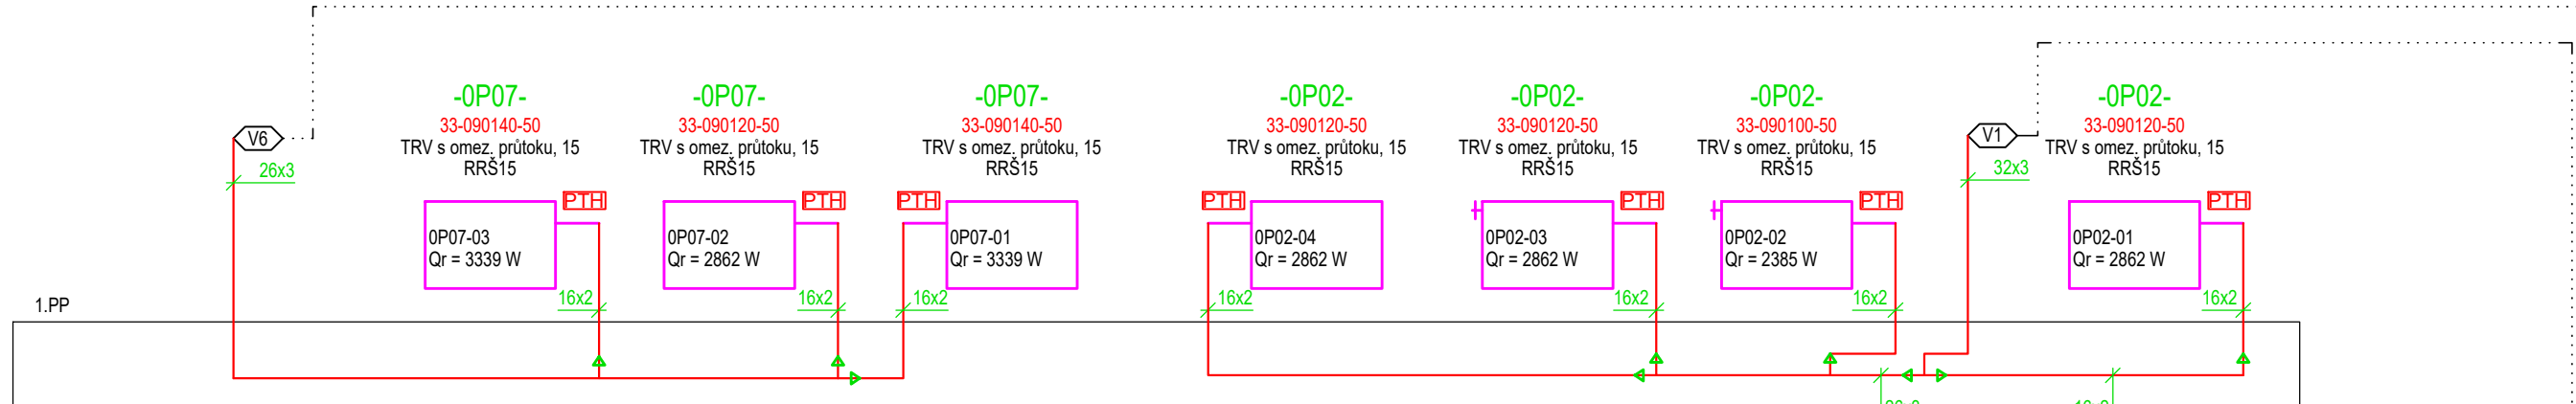 -0P07-
33-090140-50
TRV s omez. průtoku, 15
RRŠ15
-0P07-
33-090120-50
TRV s omez. průtoku, 15
RRŠ15
-0P07-
33-090140-50
TRV s omez. průtoku, 15
RRŠ15
-0P02-
33-090120-50
TRV s omez. průtoku, 15
RRŠ15
-0P02-
33-090120-50
TRV s omez. průtoku, 15
RRŠ15
-0P02-
33-090100-50
TRV s omez. průtoku, 15
RRŠ15
-0P02-
33-090120-50
TRV s omez. průtoku, 15
RRŠ15
V6
26x3
V1
32x3
PTH
PTH
PTH
PTH
PTH
PTH
PTH
0P07-03
Qr = 3339 W
0P07-02
Qr = 2862 W
0P07-01
Qr = 3339 W
0P02-04
Qr = 2862 W
0P02-03
Qr = 2862 W
0P02-02
Qr = 2385 W
0P02-01
Qr = 2862 W
16x2
16x2
16x2
16x2
16x2
16x2
16x2
1.PP